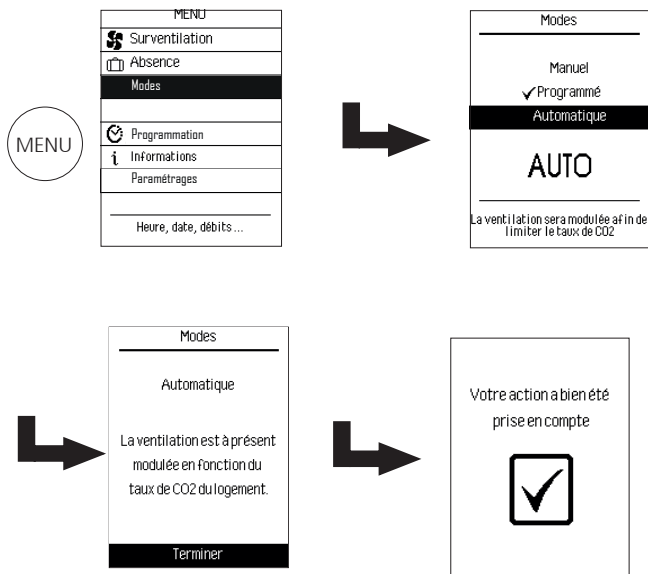 MENU
MENU
Surventilation
Absence
Modes
Programmation
Informations
Paramétrages
Heure, date, débits ...
Modes
Manuel
Programmé
Automatique
AUTO
La ventilation sera modulée afin de
limiter le taux de CO2
Modes
Automatique
La ventilation est à présent
modulée en fonction du
taux de CO2 du logement.
Terminer
Votre action a bien été
prise en compte